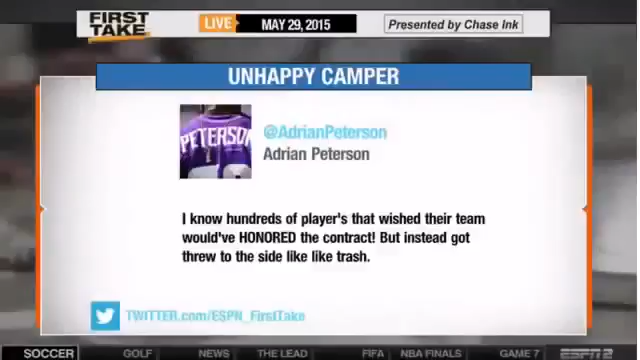 FIRST TAKE
LIVE MAY 29, 2015 Presented by Chase Ink
UNHAPPY CAMPER
PETERSON
@AdrianPeterson
Adrian Peterson
I know hundreds of player's that wished their team
would've HONORED the contract! But instead got
threw to the side like like trash.
TWITTER.com/ESPN_FirstTake
SOCCER GOLF NEWS THE LEAD FIFA NBA FINALS GAME 7 ESPN 2